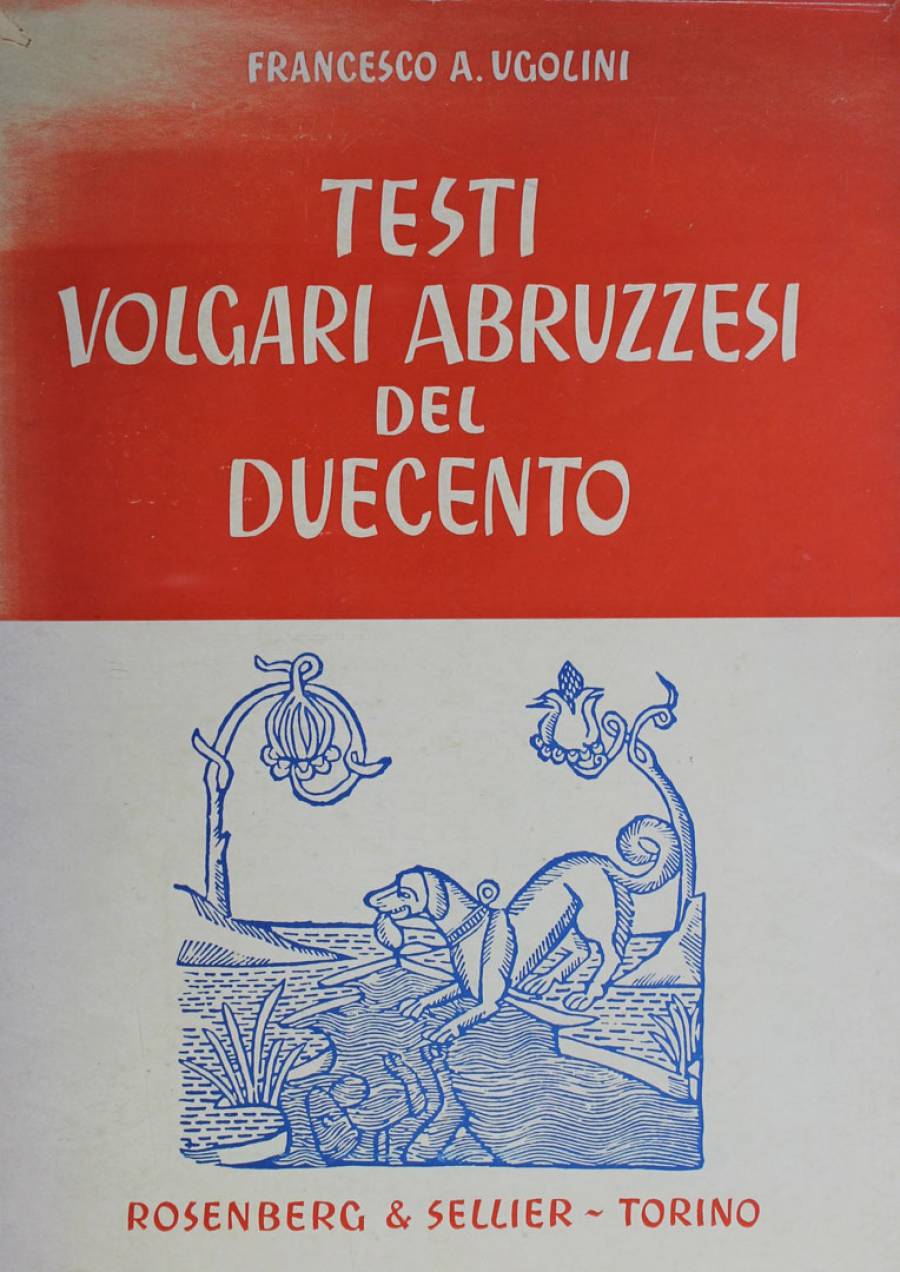 FRANCESCO A. UGOLINI
TESTI
VOLGARI ABRUZZESI
DEL
DUECENTO
ROSENBERG & SELLIER ~ TORINO